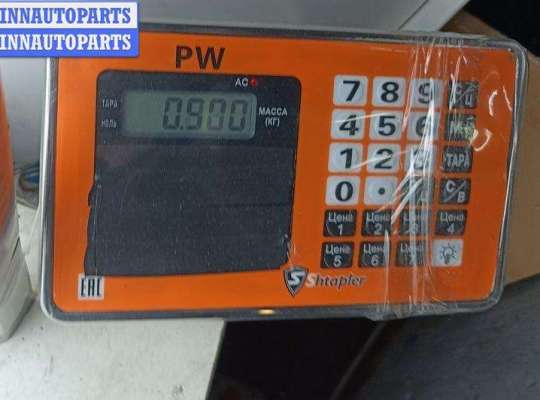 INNAUTOPARTS
INNAUTOPARTS
PW
AC
ТАРА
НОЛЬ
0.900
МАССА
(КГ)
7 8 9
4 5 6
1 2 3 ТАРА
0 . С/В
Цена 1 Цена 2 Цена 3 Цена 4
Цена 5 Цена 6
EAC
Shtapler